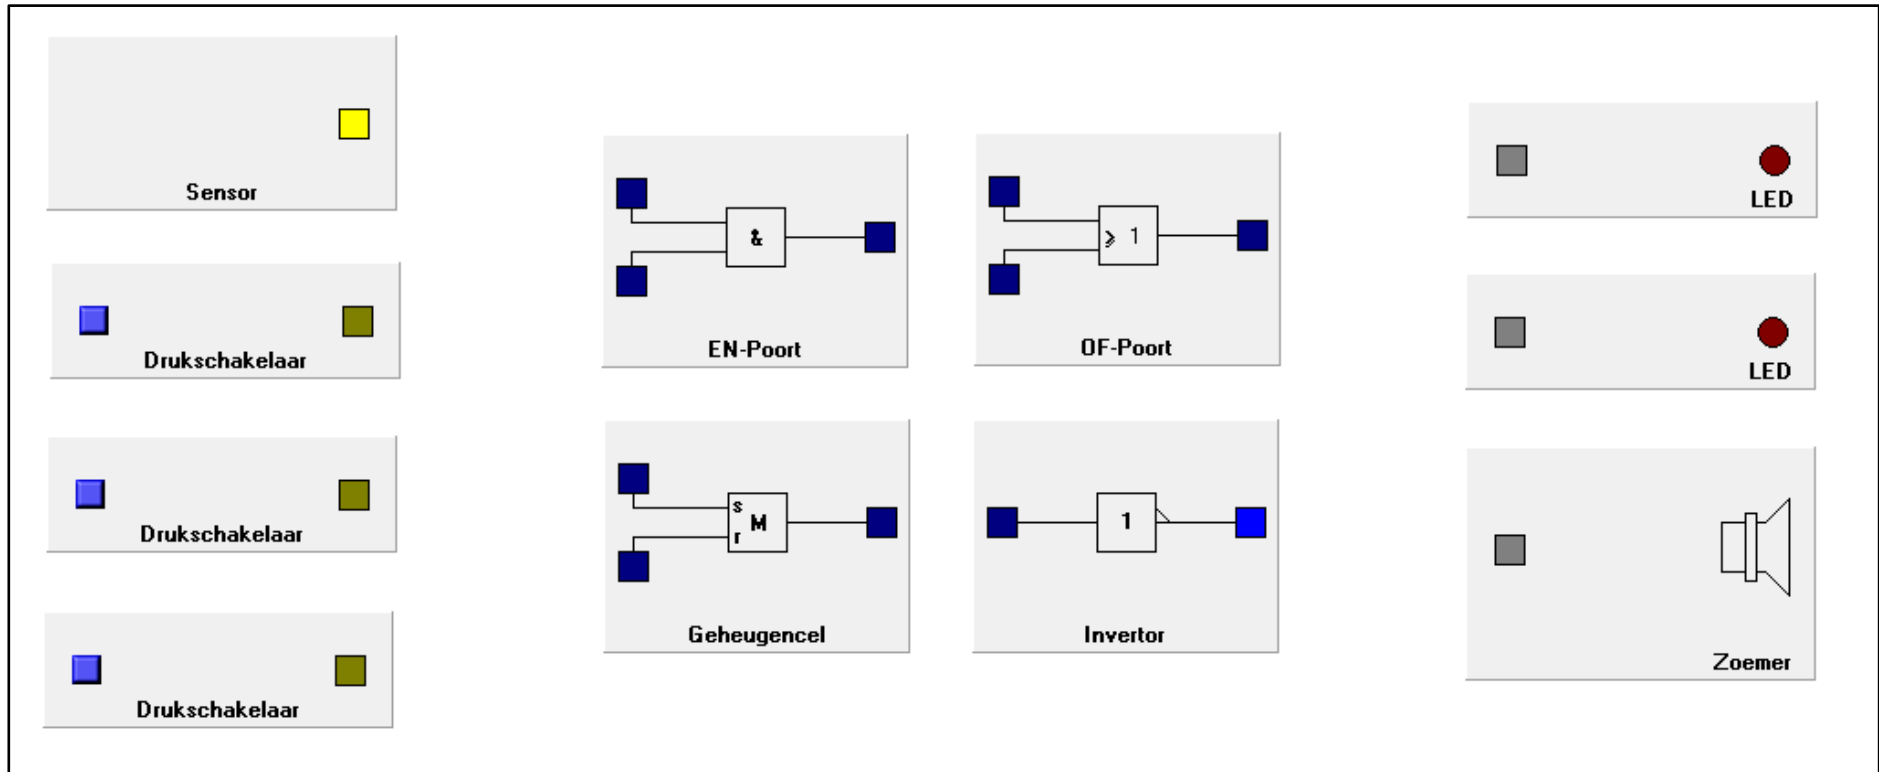 Sensor
Drukschakelaar
Drukschakelaar
Drukschakelaar
&
EN-Poort
≥ 1
OF-Poort
s
M
r
Geheugencel
1
Invertor
LED
LED
Zoemer